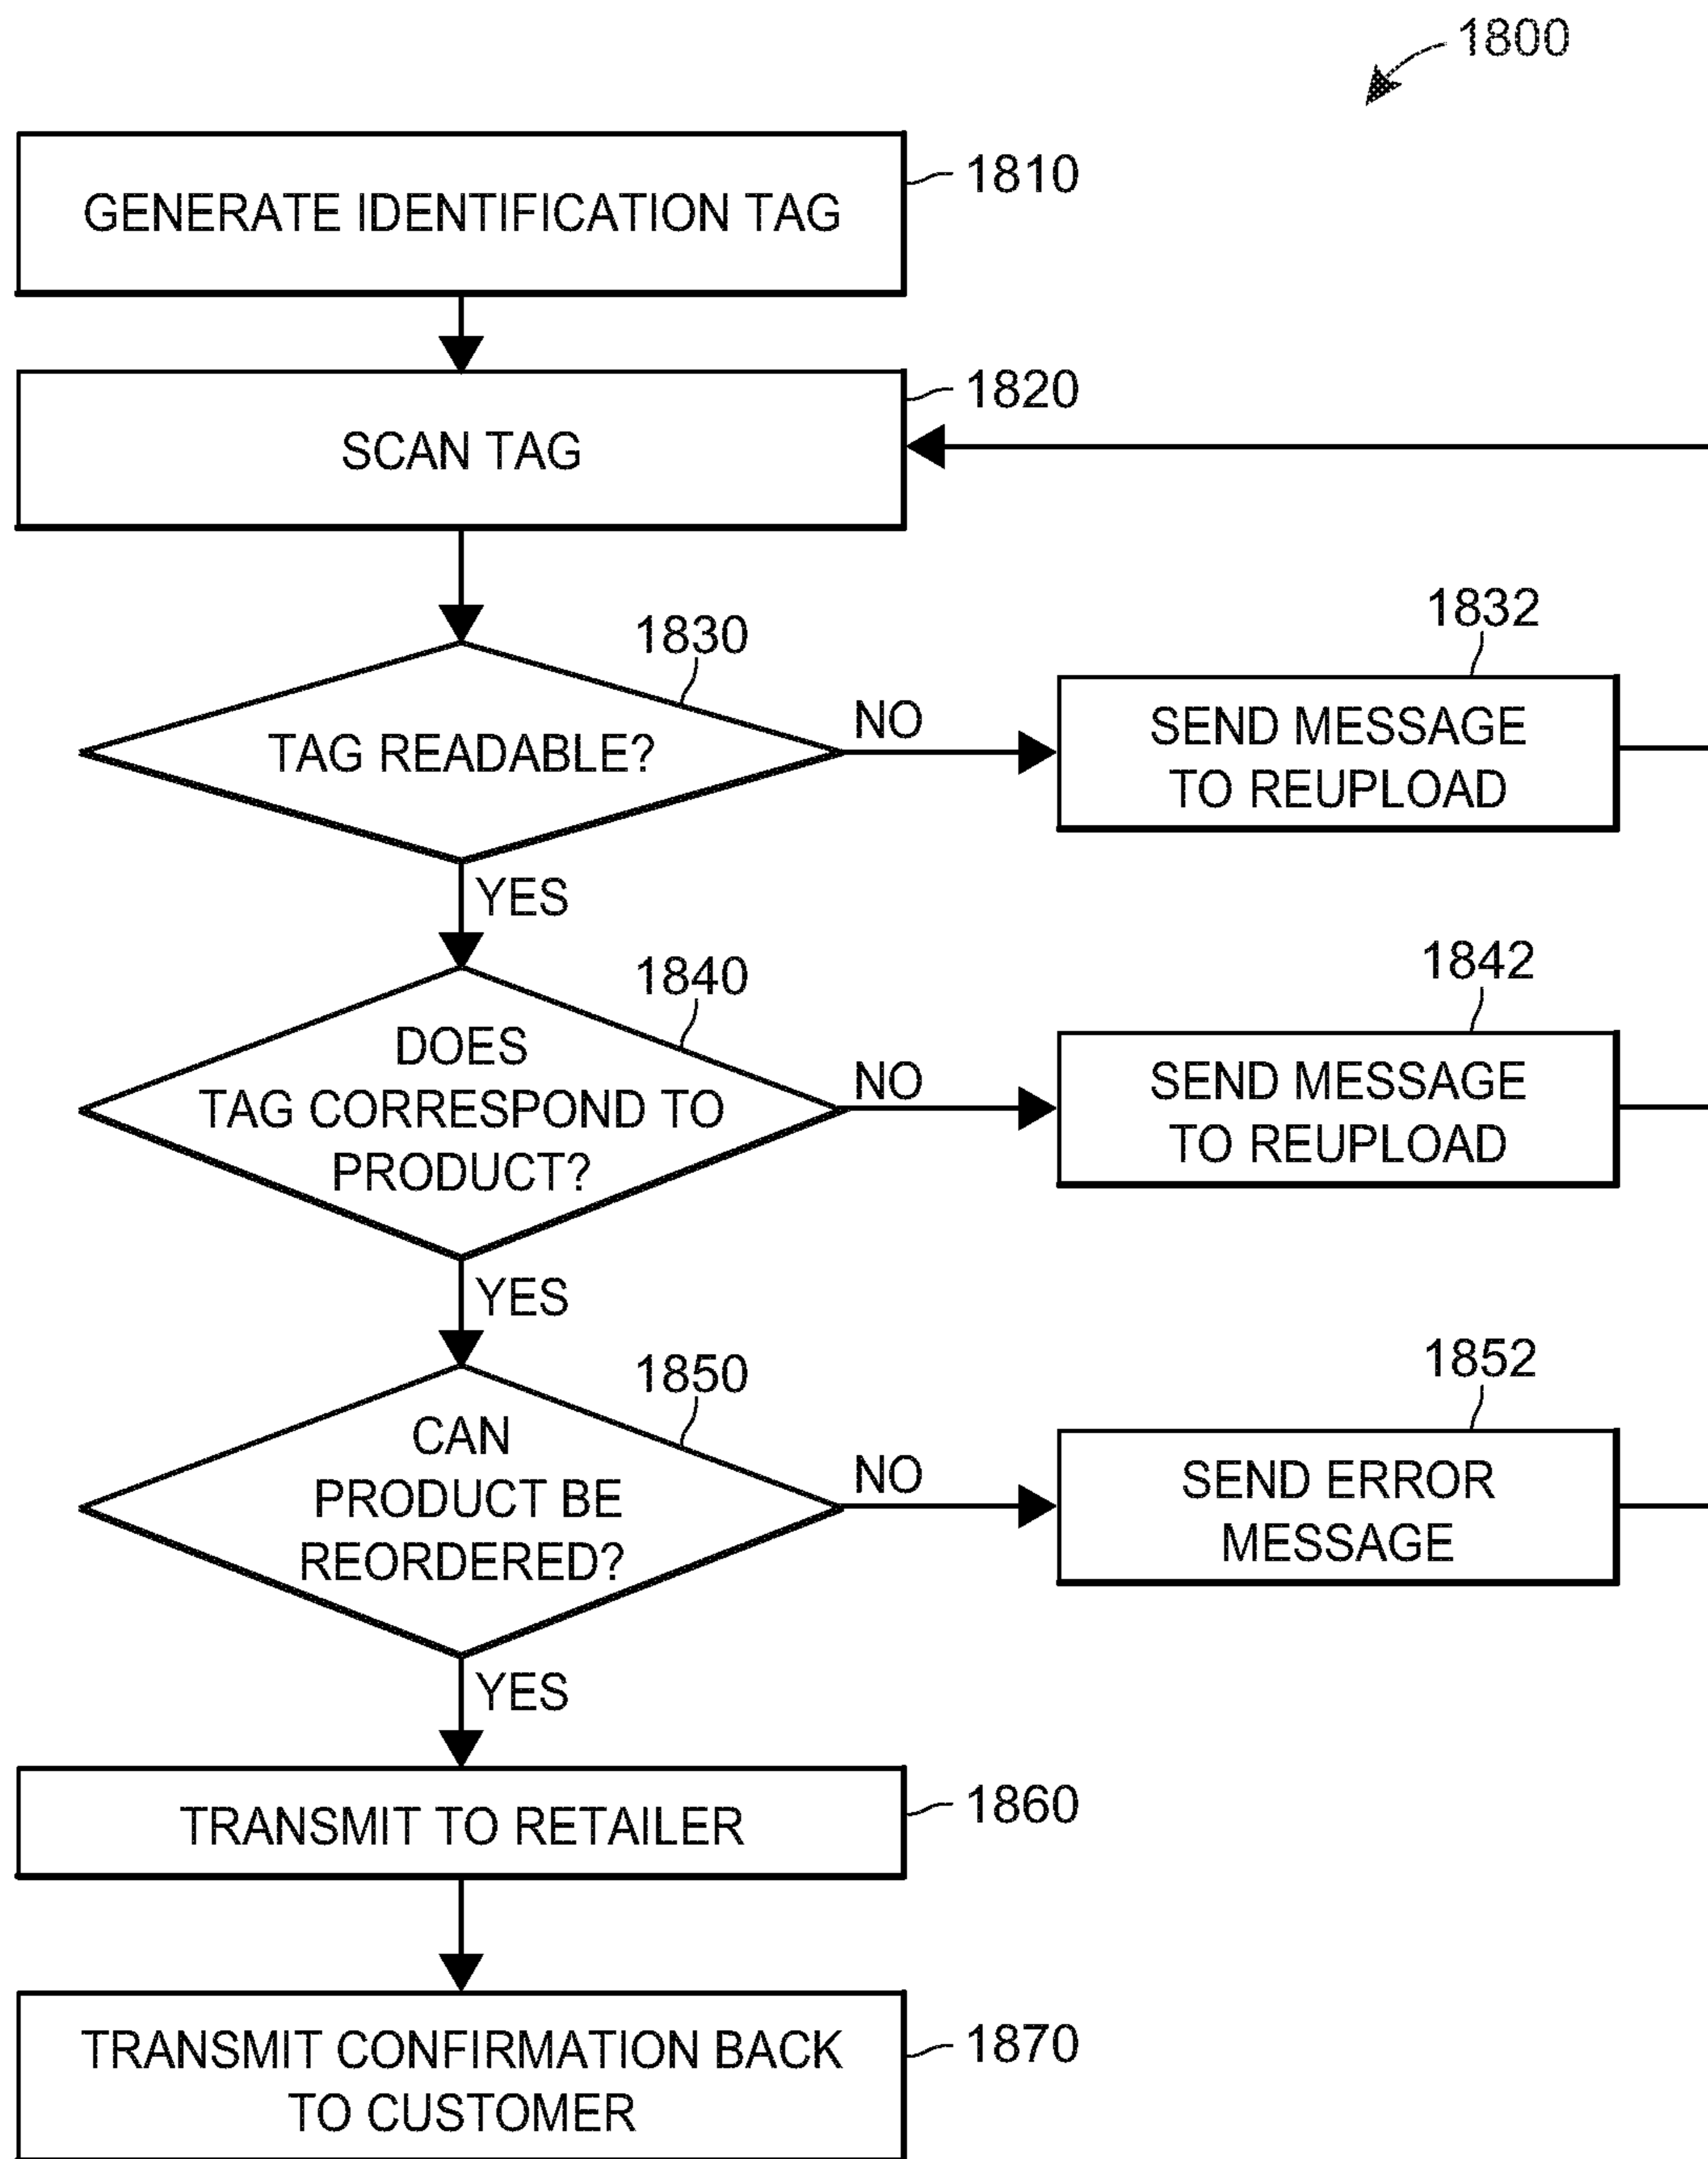 1800
GENERATE IDENTIFICATION TAG
1810
SCAN TAG
1820
TAG READABLE?
1830
NO
SEND MESSAGE
TO REUPLOAD
1832
YES
DOES
TAG CORRESPOND TO
PRODUCT?
1840
NO
SEND MESSAGE
TO REUPLOAD
1842
YES
CAN
PRODUCT BE
REORDERED?
1850
NO
SEND ERROR
MESSAGE
1852
YES
TRANSMIT TO RETAILER
1860
TRANSMIT CONFIRMATION BACK
TO CUSTOMER
1870